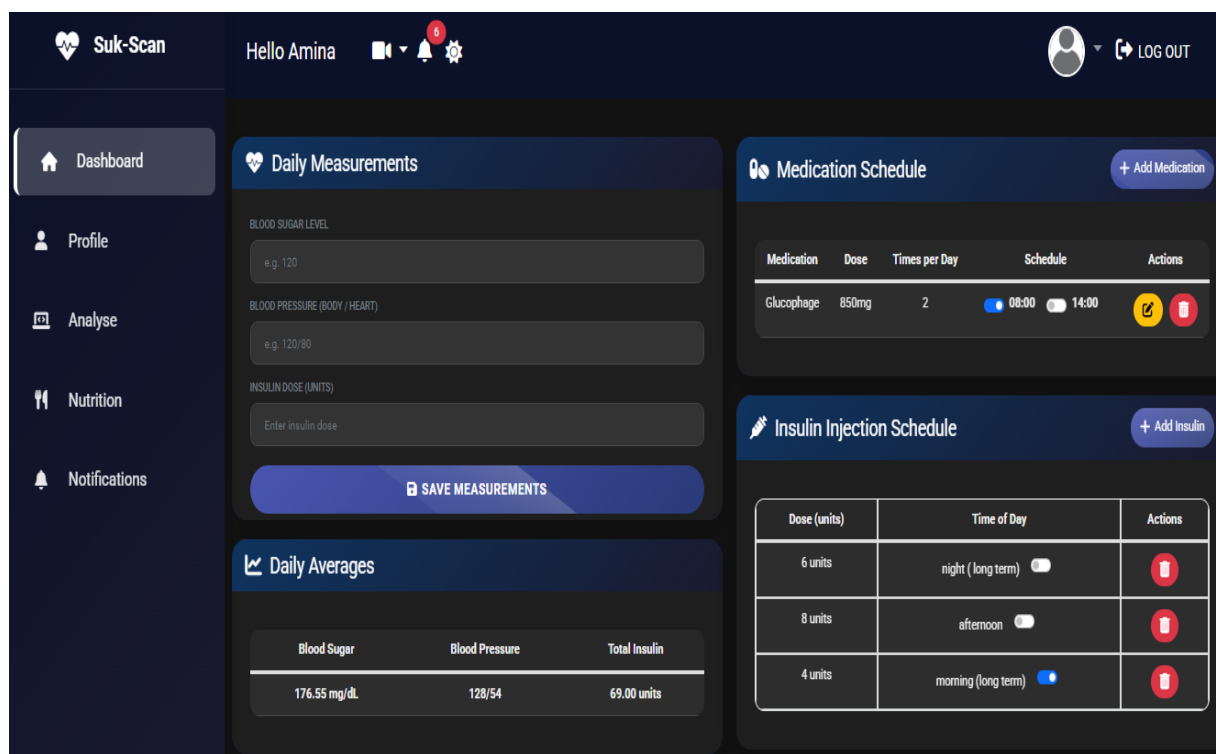 Suk-Scan
Hello Amina
6
LOG OUT
Dashboard
Profile
Analyse
Nutrition
Notifications
Daily Measurements
BLOOD SUGAR LEVEL
e.g. 120
BLOOD PRESSURE (BODY / HEART)
e.g. 120/80
INSULIN DOSE (UNITS)
Enter insulin dose
SAVE MEASUREMENTS
Daily Averages
Blood Sugar Blood Pressure Total Insulin
176.55 mg/dL 128/54 69.00 units
Medication Schedule
+ Add Medication
Medication Dose Times per Day Schedule Actions
Glucophage 850mg 2 08:00 14:00
Insulin Injection Schedule
+ Add Insulin
Dose (units) Time of Day Actions
6 units night ( long term)
8 units afternoon
4 units morning (long term)